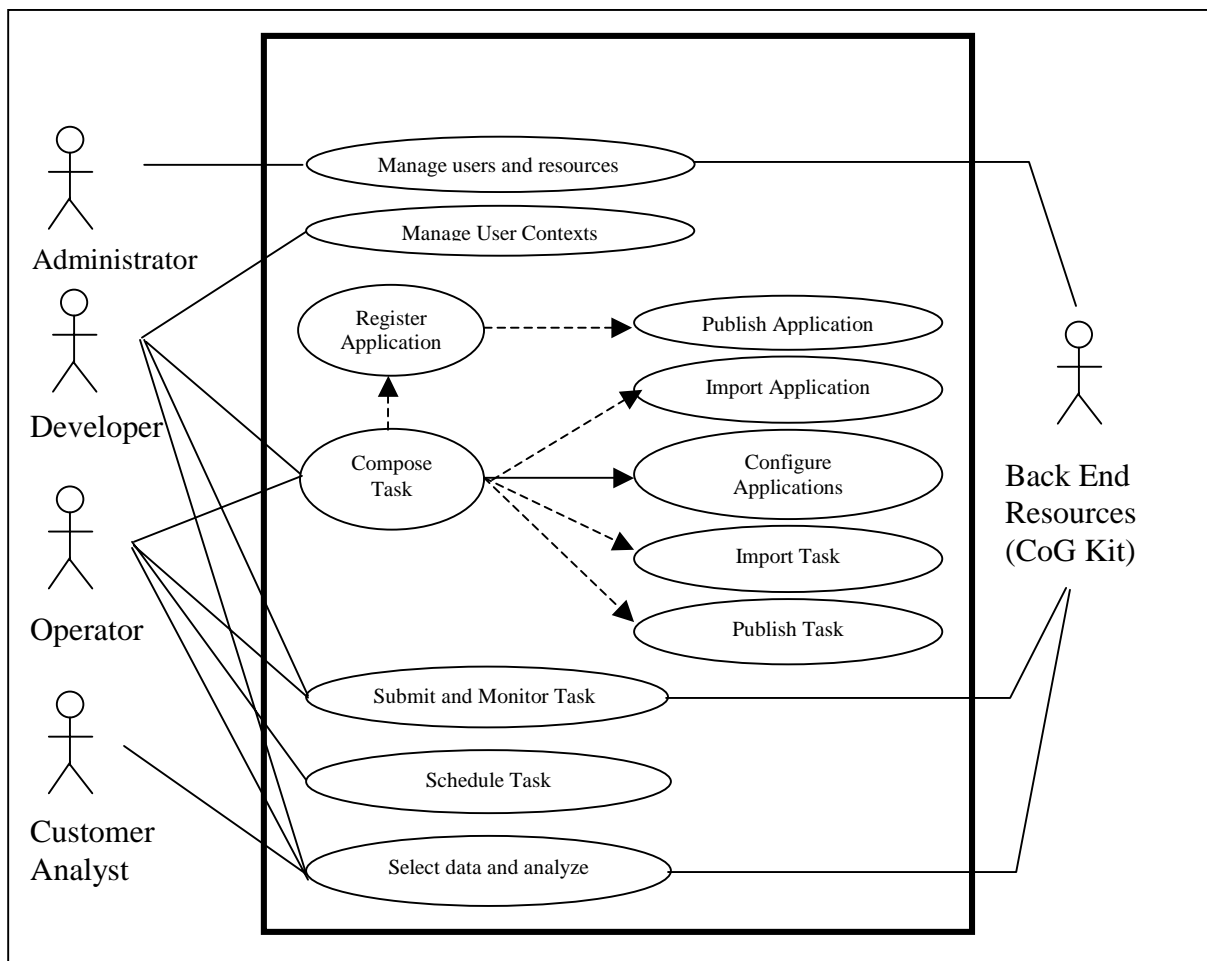 Administrator
Developer
Operator
Customer
Analyst
Manage users and resources
Manage User Contexts
Register
Application
Compose
Task
Publish Application
Import Application
Configure
Applications
Import Task
Publish Task
Submit and Monitor Task
Schedule Task
Select data and analyze
Back End
Resources
(CoG Kit)